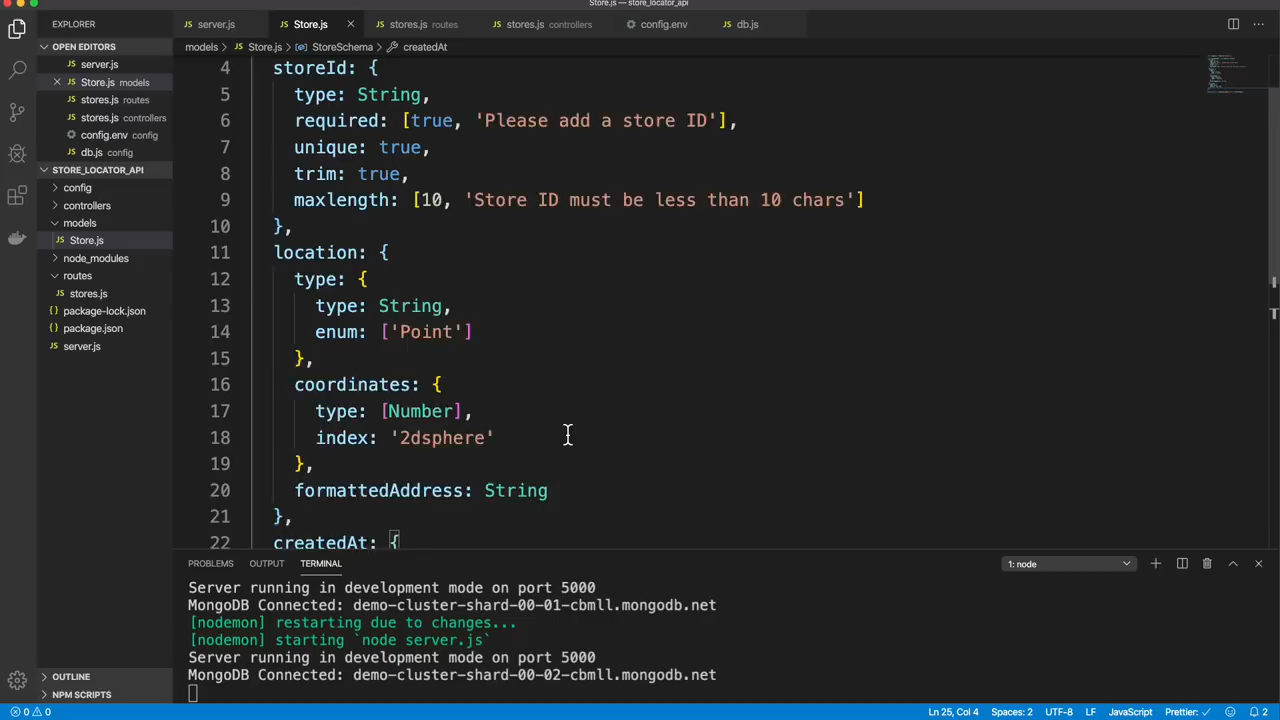 Store.js — store_locator_api
EXPLORER
server.js
Store.js
stores.js routes
stores.js controllers
config.env
db.js
OPEN EDITORS
server.js
Store.js models
stores.js routes
stores.js controllers
config.env config
db.js config
STORE_LOCATOR_API
config
controllers
models
Store.js
node_modules
routes
stores.js
package-lock.json
package.json
server.js
OUTLINE
NPM SCRIPTS
models > Store.js > StoreSchema > createdAt
4 storeId: {
5 type: String,
6 required: [true, 'Please add a store ID'],
7 unique: true,
8 trim: true,
9 maxlength: [10, 'Store ID must be less than 10 chars']
10 },
11 location: {
12 type: {
13 type: String,
14 enum: ['Point']
15 },
16 coordinates: {
17 type: [Number],
18 index: '2dsphere'
19 },
20 formattedAddress: String
21 },
22 createdAt: {
PROBLEMS OUTPUT TERMINAL 1: node
Server running in development mode on port 5000
MongoDB Connected: demo-cluster-shard-00-01-cbmll.mongodb.net
[nodemon] restarting due to changes...
[nodemon] starting `node server.js`
Server running in development mode on port 5000
MongoDB Connected: demo-cluster-shard-00-02-cbmll.mongodb.net
0 0 Ln 25, Col 4 Spaces: 2 UTF-8 LF JavaScript Prettier: ✓ 2